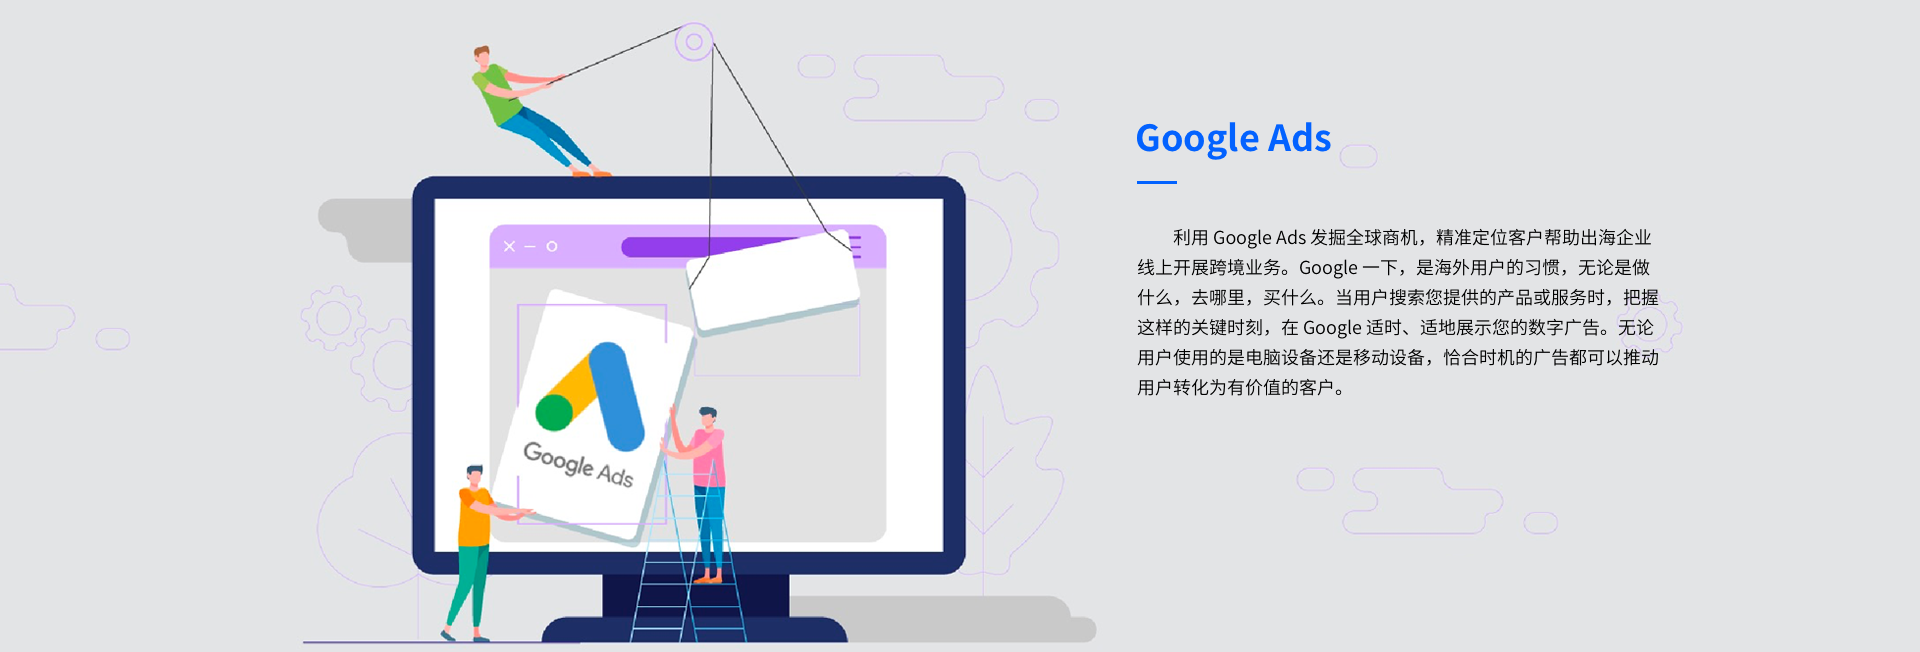 Google Ads
Google Ads
利用 Google Ads 发掘全球商机，精准定位客户帮助出海企业
线上开展跨境业务。Google 一下，是海外用户的习惯，无论是做
什么，去哪里，买什么。当用户搜索您提供的产品或服务时，把握
这样的关键时刻，在 Google 适时、适地展示您的数字广告。无论
用户使用的是电脑设备还是移动设备，恰合时机的广告都可以推动
用户转化为有价值的客户。